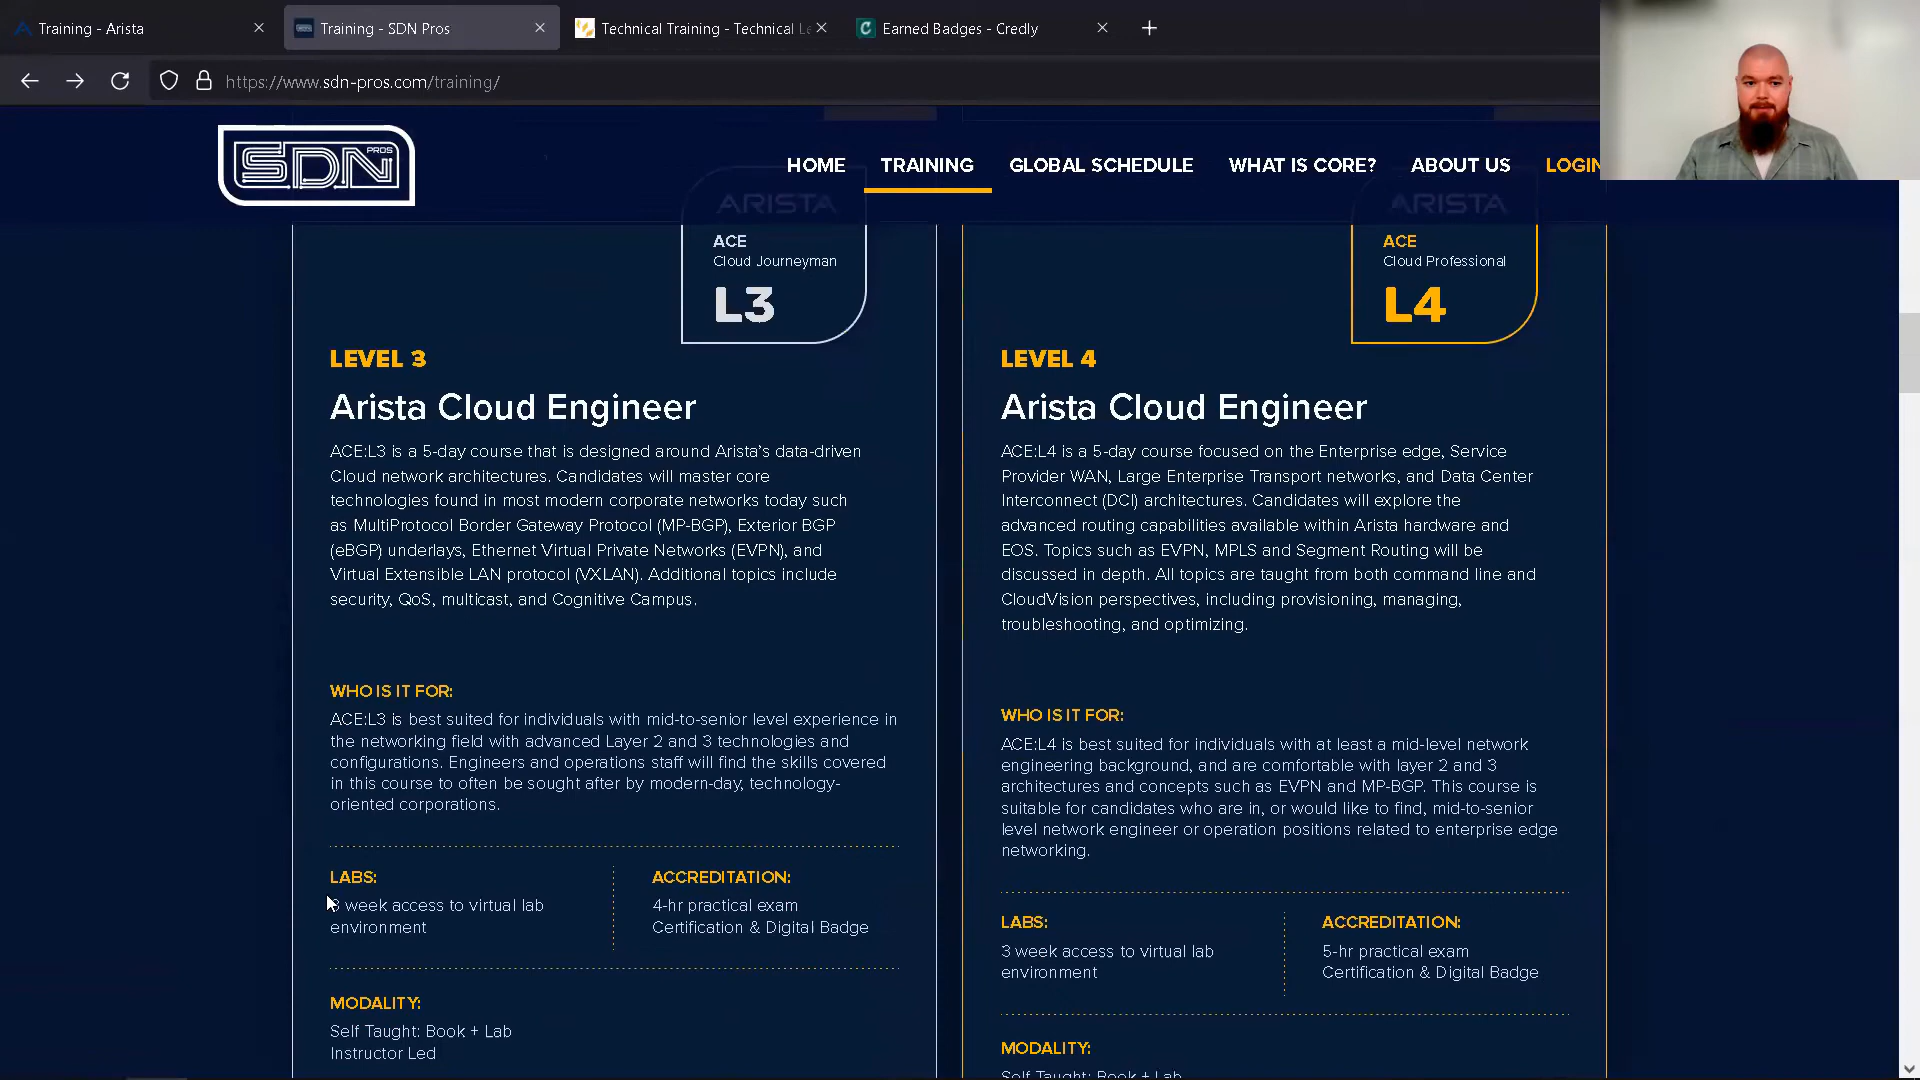 Training - Arista
Training - SDN Pros
Technical Training - Technical Le
Earned Badges - Credly
https://www.sdn-pros.com/training/
SDN PROS
HOME
TRAINING
GLOBAL SCHEDULE
WHAT IS CORE?
ABOUT US
LOGIN
ARISTA
ACE
Cloud Journeyman
L3
LEVEL 3
Arista Cloud Engineer
ACE:L3 is a 5-day course that is designed around Arista's data-driven
Cloud network architectures. Candidates will master core
technologies found in most modern corporate networks today such
as MultiProtocol Border Gateway Protocol (MP-BGP), Exterior BGP
(eBGP) underlays, Ethernet Virtual Private Networks (EVPN), and
Virtual Extensible LAN protocol (VXLAN). Additional topics include
security, QoS, multicast, and Cognitive Campus.
WHO IS IT FOR:
ACE:L3 is best suited for individuals with mid-to-senior level experience in
the networking field with advanced Layer 2 and 3 technologies and
configurations. Engineers and operations staff will find the skills covered
in this course to often be sought after by modern-day, technology-
oriented corporations.
LABS:
3 week access to virtual lab
environment
ACCREDITATION:
4-hr practical exam
Certification & Digital Badge
MODALITY:
Self Taught: Book + Lab
Instructor Led
ARISTA
ACE
Cloud Professional
L4
LEVEL 4
Arista Cloud Engineer
ACE:L4 is a 5-day course focused on the Enterprise edge, Service
Provider WAN, Large Enterprise Transport networks, and Data Center
Interconnect (DCI) architectures. Candidates will explore the
advanced routing capabilities available within Arista hardware and
EOS. Topics such as EVPN, MPLS and Segment Routing will be
discussed in depth. All topics are taught from both command line and
CloudVision perspectives, including provisioning, managing,
troubleshooting, and optimizing.
WHO IS IT FOR:
ACE:L4 is best suited for individuals with at least a mid-level network
engineering background, and are comfortable with layer 2 and 3
architectures and concepts such as EVPN and MP-BGP. This course is
suitable for candidates who are in, or would like to find, mid-to-senior
level network engineer or operation positions related to enterprise edge
networking.
LABS:
3 week access to virtual lab
environment
ACCREDITATION:
5-hr practical exam
Certification & Digital Badge
MODALITY:
Self Taught: Book + Lab